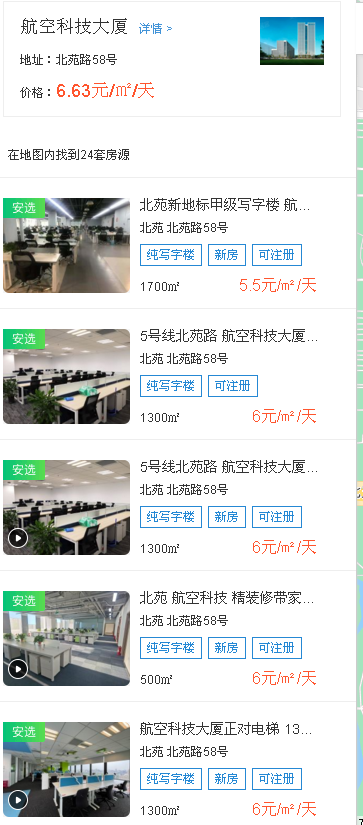 航空科技大厦 详情 >
地址：北苑路58号
价格：6.63元/㎡/天
在地图内找到24套房源
安选
北苑新地标甲级写字楼 航...
北苑 北苑路58号
纯写字楼 新房 可注册
1700㎡ 5.5元/㎡/天
安选
5号线北苑路 航空科技大厦...
北苑 北苑路58号
纯写字楼 可注册
1300㎡ 6元/㎡/天
安选
5号线北苑路 航空科技大厦...
北苑 北苑路58号
纯写字楼 新房 可注册
1300㎡ 6元/㎡/天
安选
北苑 航空科技 精装修带家...
北苑 北苑路58号
纯写字楼 新房 可注册
500㎡ 6元/㎡/天
安选
航空科技大厦正对电梯 13...
北苑 北苑路58号
纯写字楼 新房 可注册
1300㎡ 6元/㎡/天